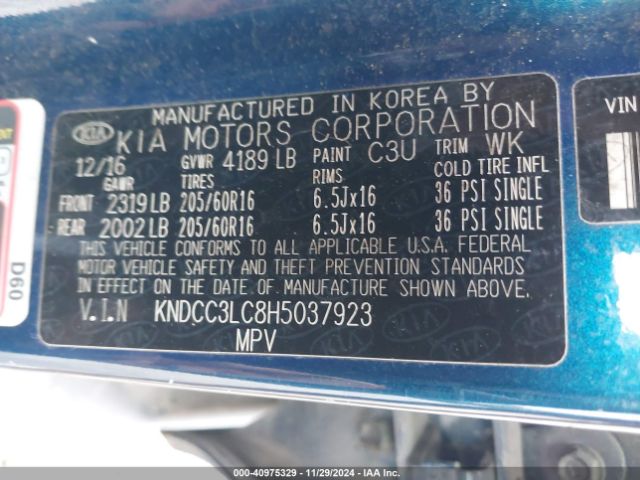 MANUFACTURED IN KOREA BY
KIA KIA MOTORS CORPORATION
12/16 GVWR 4189 LB PAINT C3U TRIM WK
GAWR TIRES RIMS COLD TIRE INFL
FRONT 2319 LB 205/60R16 6.5Jx16 36 PSI SINGLE
REAR 2002 LB 205/60R16 6.5Jx16 36 PSI SINGLE
THIS VEHICLE CONFORMS TO ALL APPLICABLE U.S.A. FEDERAL
MOTOR VEHICLE SAFETY AND THEFT PREVENTION STANDARDS
IN EFFECT ON THE DATE OF MANUFACTURE SHOWN ABOVE.
V.I.N KNDCC3LC8H5037923
MPV
VIN
D60
000-40975329 - 11/29/2024 - IAA Inc.